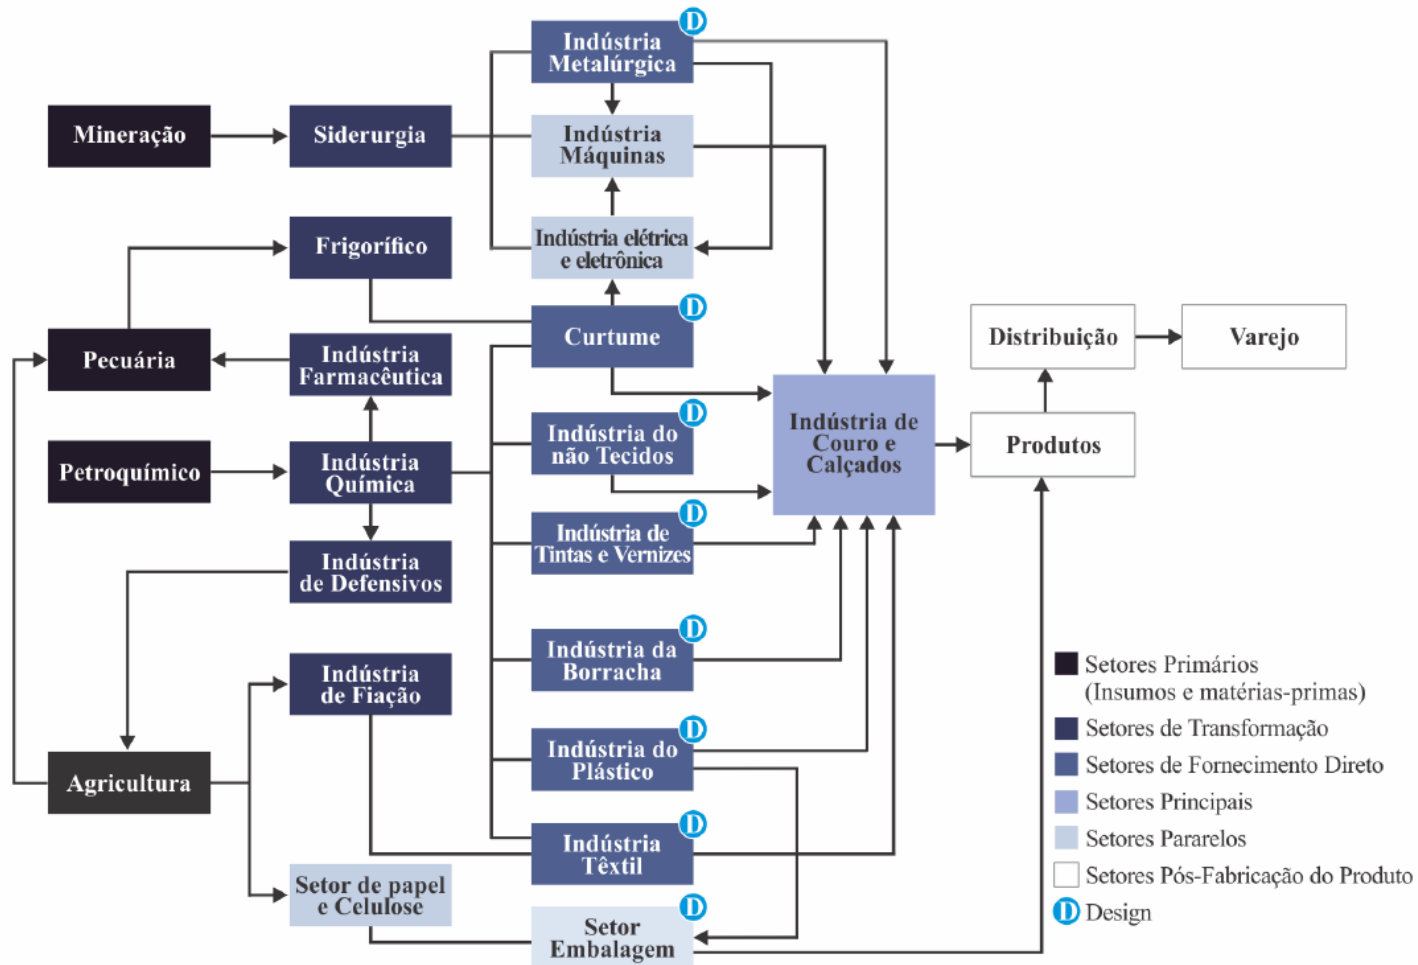 D
Indústria
Metalúrgica
Mineração
Siderurgia
Indústria
Máquinas
Frigorífico
Indústria elétrica
e eletrônica
D
Curtume
Pecuária
Indústria
Farmacêutica
Distribuição
Varejo
D
Indústria do
não Tecidos
Indústria de
Couro e
Calçados
Produtos
Petroquímico
Indústria
Química
D
Indústria de
Tintas e Vernizes
Indústria
de Defensivos
D
Indústria da
Borracha
Indústria
de Fiação
D
Indústria do
Plástico
Agricultura
D
Indústria
Têxtil
Setor de papel
e Celulose
D
Setor
Embalagem
Setores Primários
(Insumos e matérias-primas)
Setores de Transformação
Setores de Fornecimento Direto
Setores Principais
Setores Pararelos
Setores Pós-Fabricação do Produto
D Design